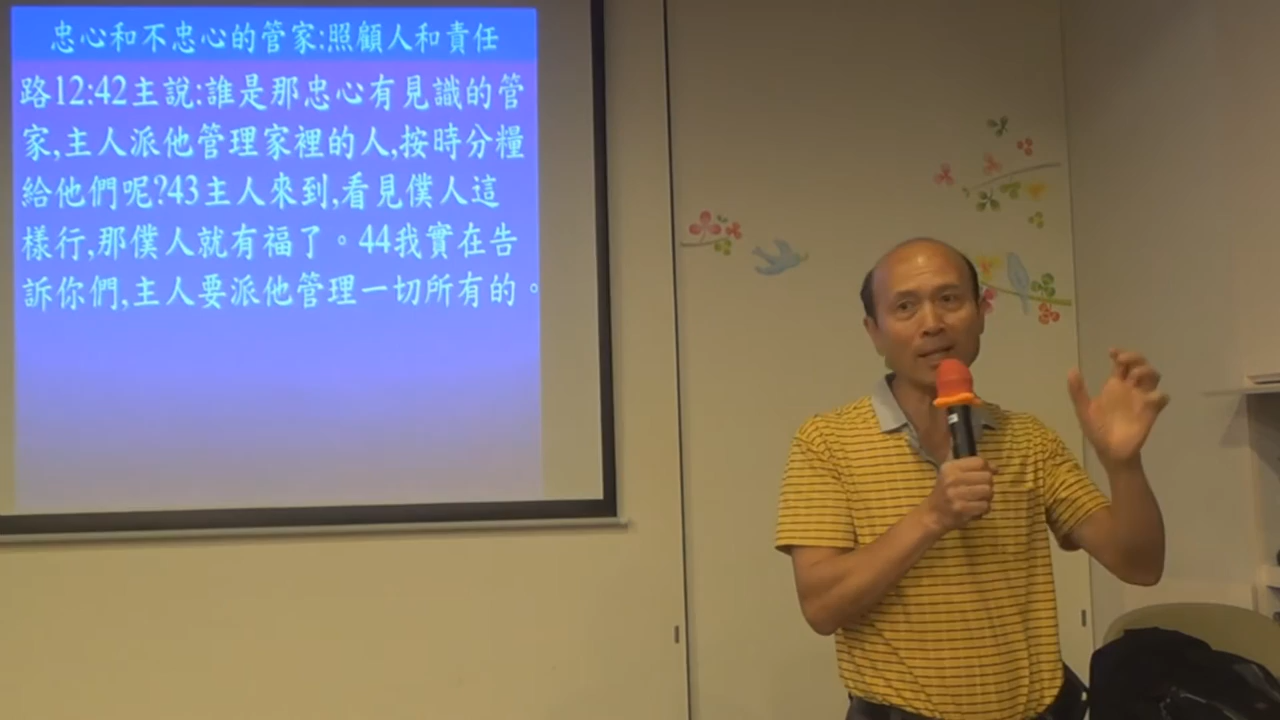 忠心和不忠心的管家:照顧人和責任
路12:42主說:誰是那忠心有見識的管
家,主人派他管理家裡的人,按時分糧
給他們呢?43主人來到,看見僕人這
樣行,那僕人就有福了。44我實在告
訴你們,主人要派他管理一切所有的。